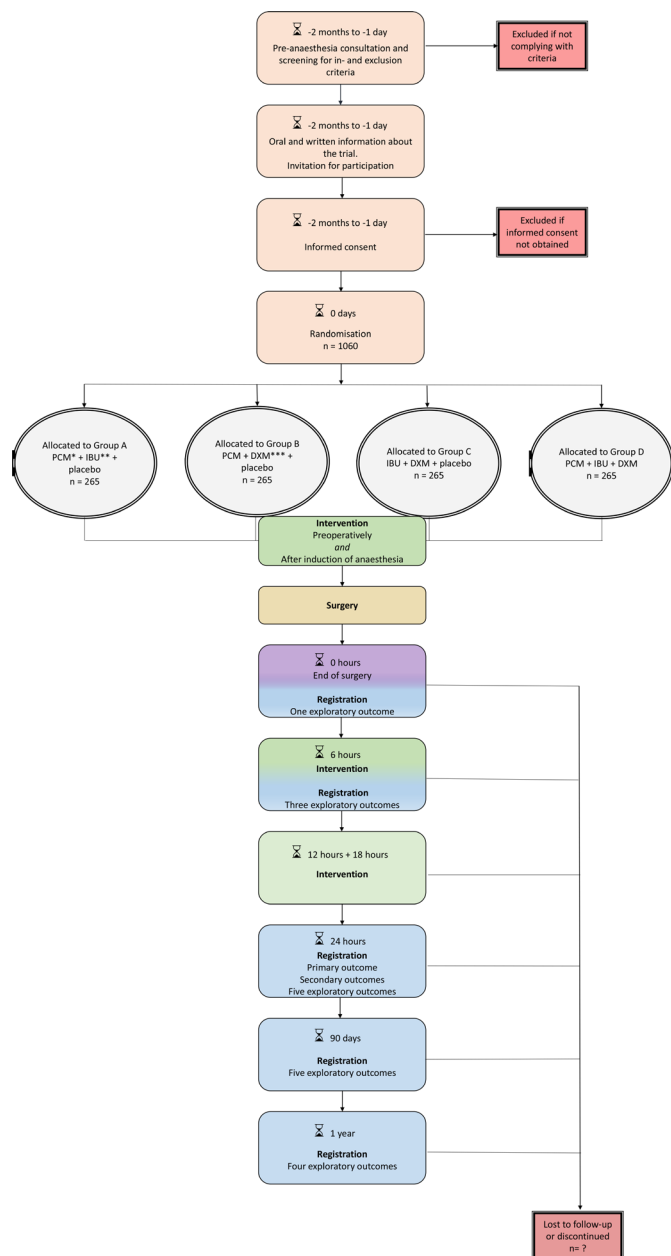 -2 months to -1 day
Pre-anaesthesia consultation and
screening for in- and exclusion
criteria
Excluded if not
complying with
criteria
-2 months to -1 day
Oral and written information about
the trial.
Invitation for participation
-2 months to -1 day
Informed consent
Excluded if
informed consent
not obtained
0 days
Randomisation
n = 1060
Allocated to Group A
PCM* + IBU** +
placebo
n = 265
Allocated to Group B
PCM + DXM*** +
placebo
n = 265
Allocated to Group C
IBU + DXM + placebo
n = 265
Allocated to Group D
PCM + IBU + DXM
n = 265
Intervention
Preoperatively
and
After induction of anaesthesia
Surgery
0 hours
End of surgery
Registration
One exploratory outcome
6 hours
Intervention
Registration
Three exploratory outcomes
12 hours + 18 hours
Intervention
24 hours
Registration
Primary outcome
Secondary outcomes
Five exploratory outcomes
90 days
Registration
Five exploratory outcomes
1 year
Registration
Four exploratory outcomes
Lost to follow-up
or discontinued
n= ?